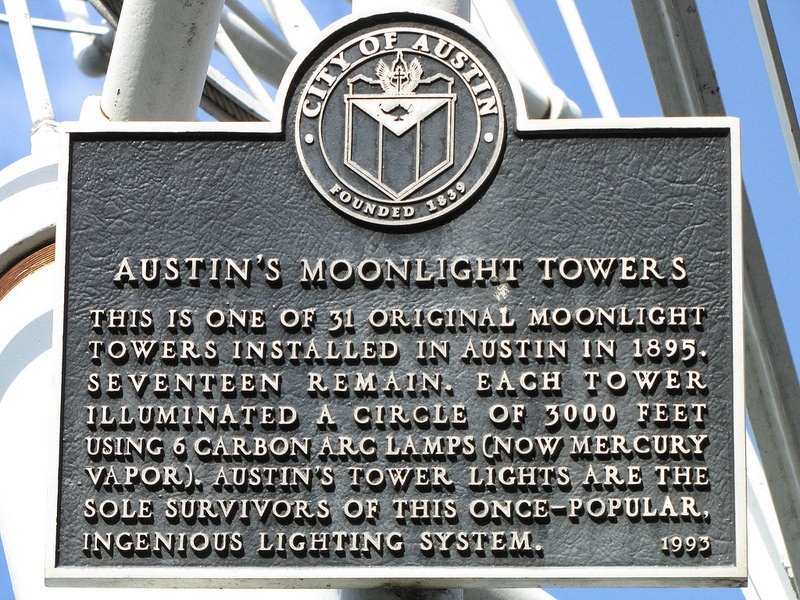 CITY OF AUSTIN
FOUNDED 1839
AUSTIN'S MOONLIGHT TOWERS
THIS IS ONE OF 31 ORIGINAL MOONLIGHT
TOWERS INSTALLED IN AUSTIN IN 1895.
SEVENTEEN REMAIN. EACH TOWER
ILLUMINATED A CIRCLE OF 3000 FEET
USING 6 CARBON ARC LAMPS (NOW MERCURY
VAPOR). AUSTIN'S TOWER LIGHTS ARE THE
SOLE SURVIVORS OF THIS ONCE-POPULAR,
INGENIOUS LIGHTING SYSTEM. 1993